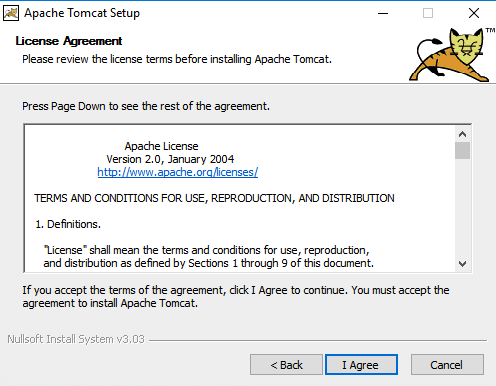 Apache Tomcat Setup
License Agreement
Please review the license terms before installing Apache Tomcat.
TM
Press Page Down to see the rest of the agreement.
Apache License
Version 2.0, January 2004
http://www.apache.org/licenses/
TERMS AND CONDITIONS FOR USE, REPRODUCTION, AND DISTRIBUTION
1. Definitions.
"License" shall mean the terms and conditions for use, reproduction,
and distribution as defined by Sections 1 through 9 of this document.
If you accept the terms of the agreement, click I Agree to continue. You must accept the
agreement to install Apache Tomcat.
Nullsoft Install System v3.03
< Back
I Agree
Cancel